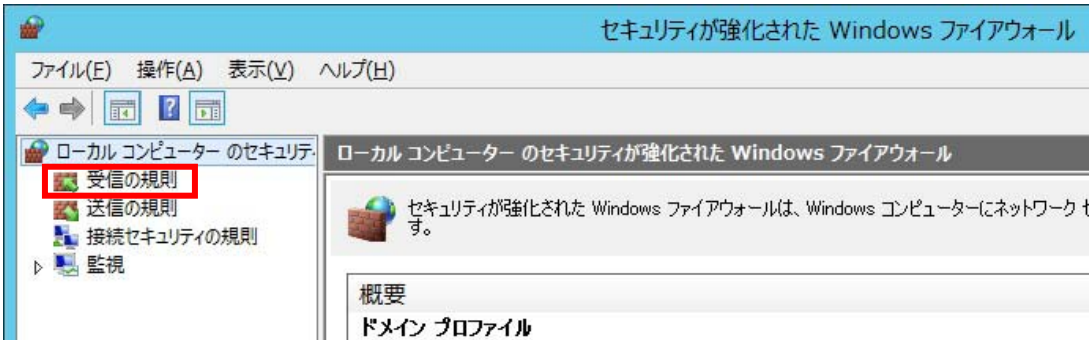 セキュリティが強化された Windows ファイアウォール
ファイル(F) 操作(A) 表示(V) ヘルプ(H)
ローカル コンピューター のセキュリテ
ローカル コンピューター のセキュリティが強化された Windows ファイアウォール
受信の規則
送信の規則
接続セキュリティの規則
監視
セキュリティが強化された Windows ファイアウォールは、Windows コンピューターにネットワーク セ
す。
概要
ドメイン プロファイル